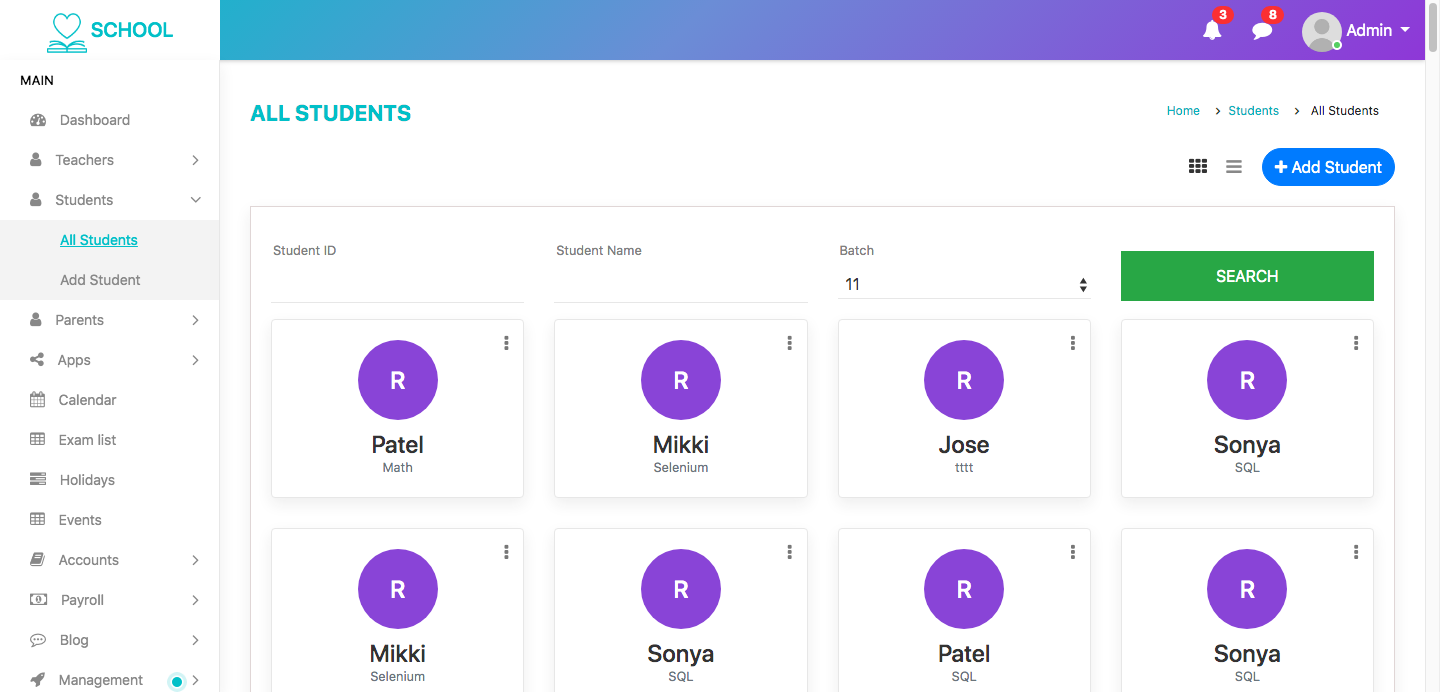 SCHOOL
3
8
Admin
MAIN
Dashboard
Teachers
Students
All Students
Add Student
Parents
Apps
Calendar
Exam list
Holidays
Events
Accounts
Payroll
Blog
Management
ALL STUDENTS
Home > Students > All Students
+ Add Student
Student ID
Student Name
Batch
11
SEARCH
R
Patel
Math
R
Mikki
Selenium
R
Jose
tttt
R
Sonya
SQL
R
Mikki
Selenium
R
Sonya
SQL
R
Patel
SQL
R
Sonya
SQL